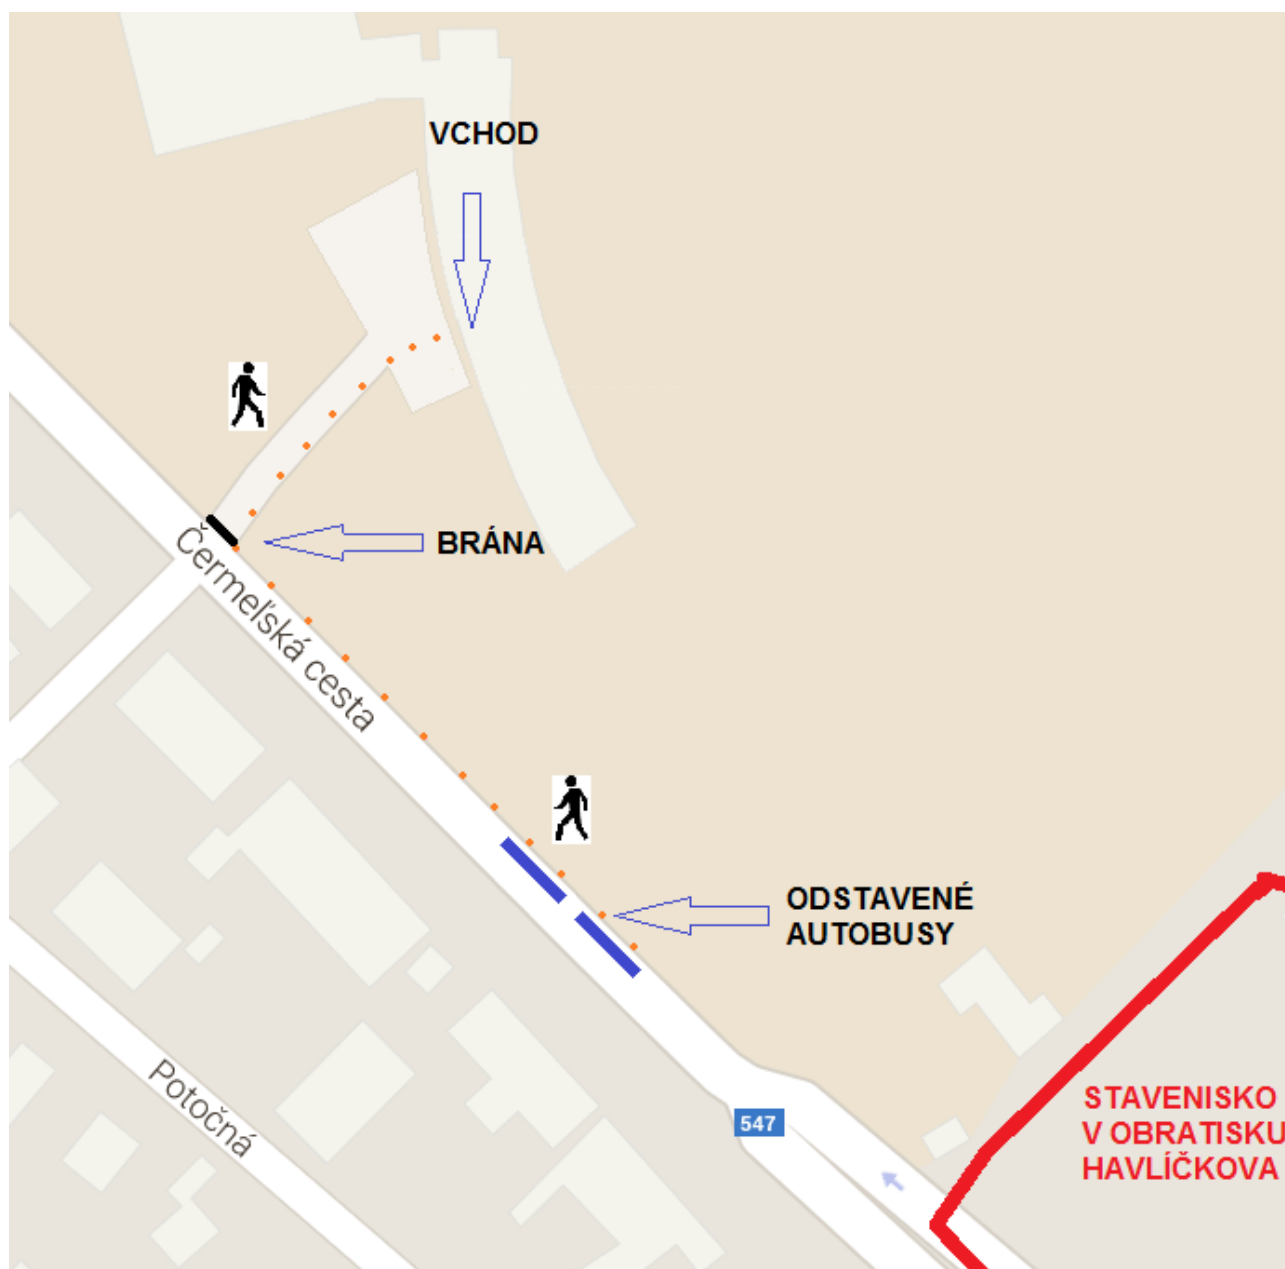 VCHOD
BRÁNA
Čermeľská cesta
ODSTAVENÉ
AUTOBUSY
Potočná
547
STAVENISKO
V OBRATISKU
HAVLÍČKOVA